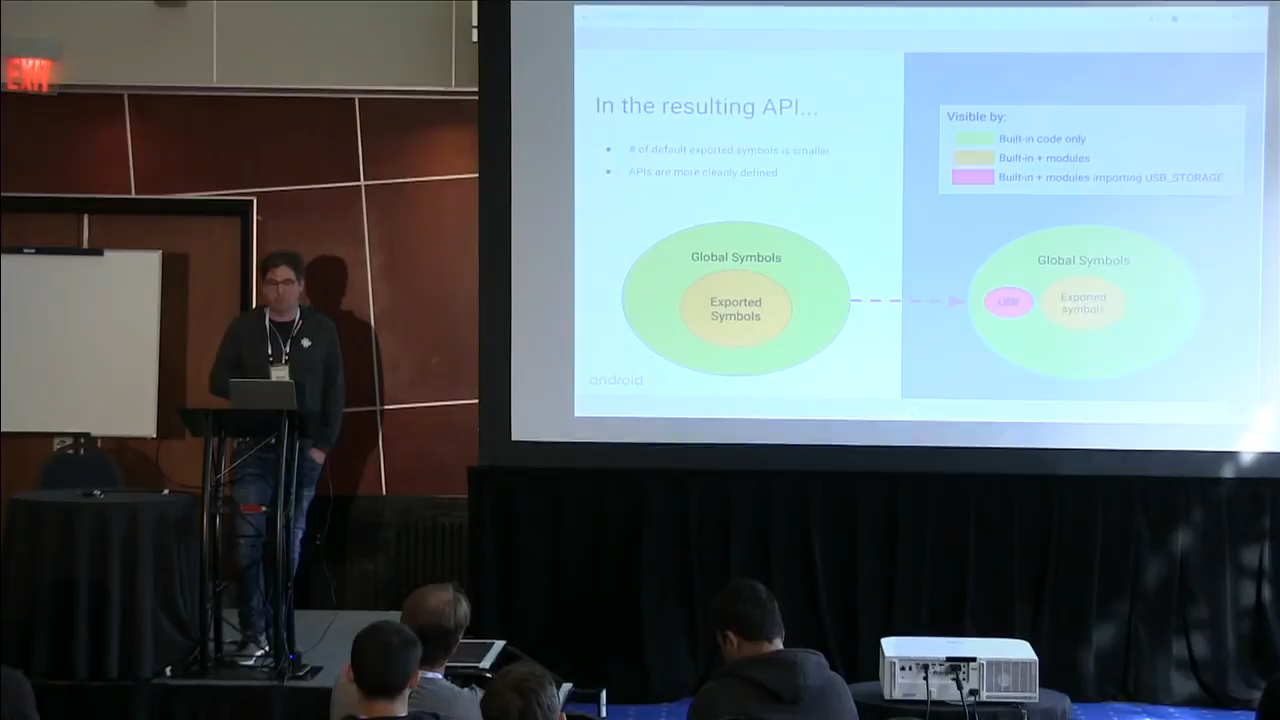 EXIT
In the resulting API...
# of default exported symbols is smaller
APIs are more cleanly defined
Visible by:
Built-in code only
Built-in + modules
Built-in + modules importing USB_STORAGE
Global Symbols
Exported
Symbols
Global Symbols
USB
Exported
symbols
android